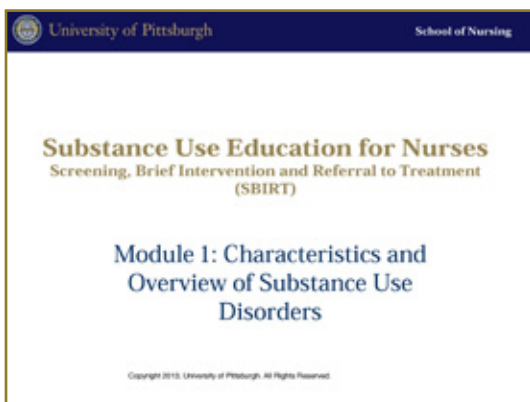 University of Pittsburgh
School of Nursing
Substance Use Education for Nurses
Screening, Brief Intervention and Referral to Treatment
(SBIRT)
Module 1: Characteristics and
Overview of Substance Use
Disorders
Copyright 2013, University of Pittsburgh. All Rights Reserved.